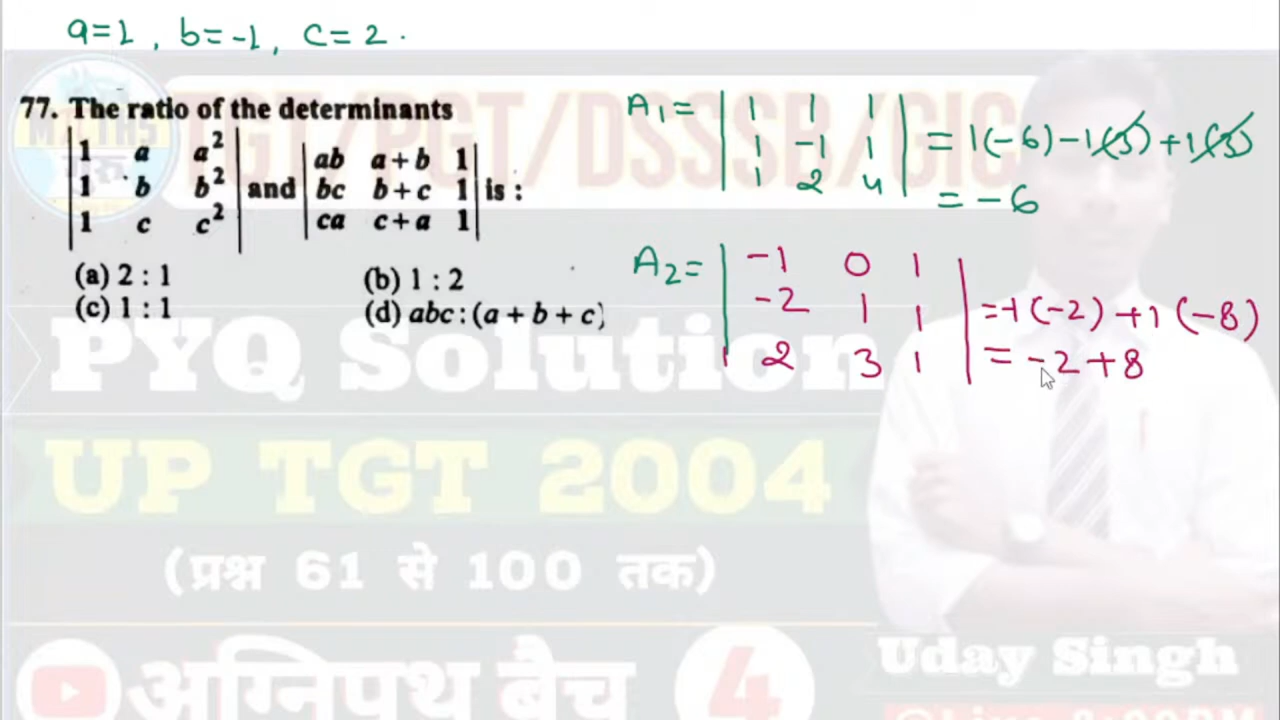 a=1, b=-1, c=2.
77. The ratio of the determinants
|1 a a²|
|1 b b²|
|1 c c²|
and
|ab a+b 1|
|bc b+c 1|
|ca c+a 1|
is :
(a) 2 : 1
(b) 1 : 2
(c) 1 : 1
(d) abc : (a + b + c)
A₁ =
|1 1 1|
|1 -1 1|
|1 2 4|
= 1(-6) -1(3) +1(3)
= -6
A₂ =
|-1 0 1|
|-2 1 1|
|2 3 1|
= -1(-2) +1(-8)
= -2+8
TGT/PGT/DSSSB/GIC
PYQ Solution
UP TGT 2004
(प्रश्न 61 से 100 तक)
अग्निपथ बैच
4
Uday Singh